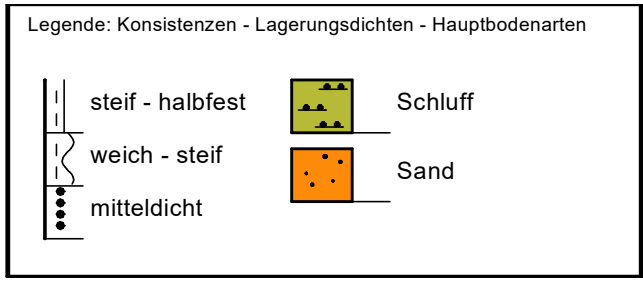 Legende: Konsistenzen - Lagerungsdichten - Hauptbodenarten
steif - halbfest
Schluff
weich - steif
Sand
mitteldicht